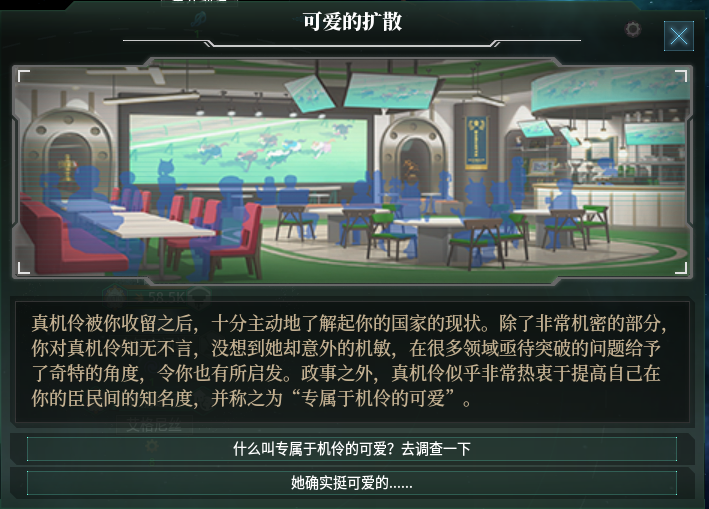 可爱的扩散
真机伶被你收留之后，十分主动地了解起你的国家的现状。除了非常机密的部分，
你对真机伶知无不言，没想到她却意外的机敏，在很多领域亟待突破的问题给予
了奇特的角度，令你也有所启发。政事之外，真机伶似乎非常热衷于提高自己在
你的臣民间的知名度，并称之为“专属于机伶的可爱”。
什么叫专属于机伶的可爱？去调查一下
她确实挺可爱的......